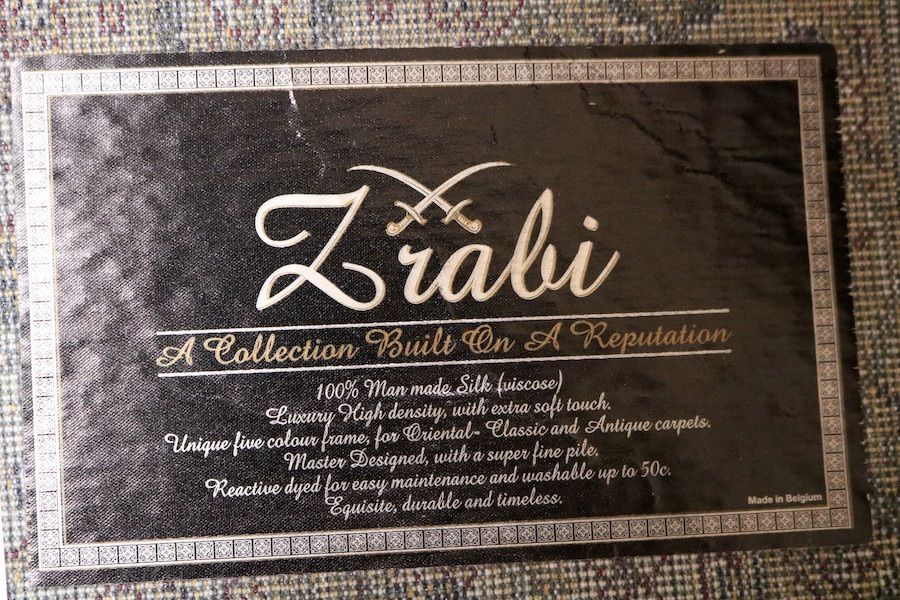 Zrabi
A Collection Built On A Reputation
100% Man made Silk (viscose)
Luxury High density, with extra soft touch.
Unique five colour frame, for Oriental- Classic and Antique carpets.
Master Designed, with a super fine pile.
Reactive dyed for easy maintenance and washable up to 50c.
Equisite, durable and timeless.
Made in Belgium